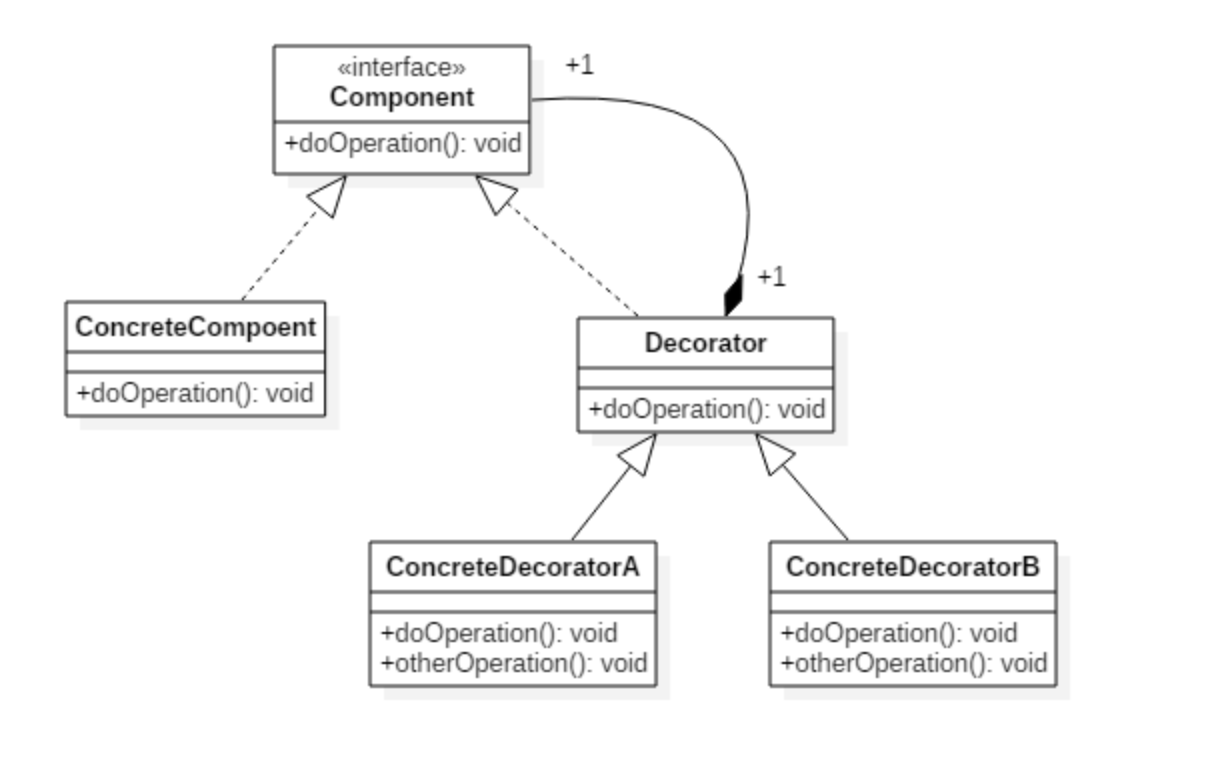 «interface»
Component
+doOperation(): void
+1
+1
ConcreteCompoent
+doOperation(): void
Decorator
+doOperation(): void
ConcreteDecoratorA
+doOperation(): void
+otherOperation(): void
ConcreteDecoratorB
+doOperation(): void
+otherOperation(): void